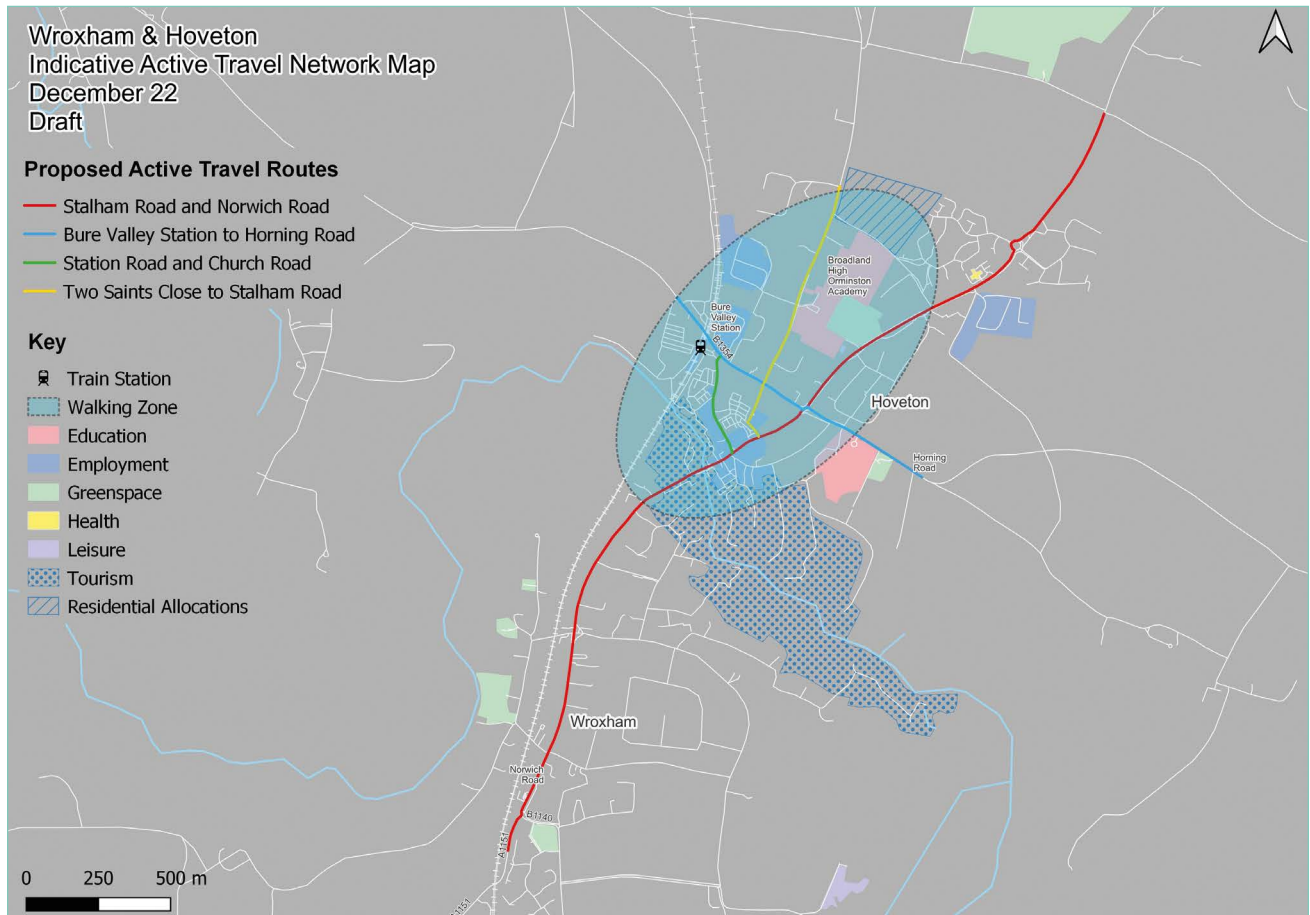 Wroxham & Hoveton
Indicative Active Travel Network Map
December 22
Draft
Proposed Active Travel Routes
Stalham Road and Norwich Road
Bure Valley Station to Horning Road
Station Road and Church Road
Two Saints Close to Stalham Road
Key
Train Station
Walking Zone
Education
Employment
Greenspace
Health
Leisure
Tourism
Residential Allocations
Broadland
High
Orminston
Academy
Bure
Valley
Station
B1354
Hoveton
Horning
Road
Wroxham
Norwich
Road
B1140
A1151
A1151
0 250 500 m